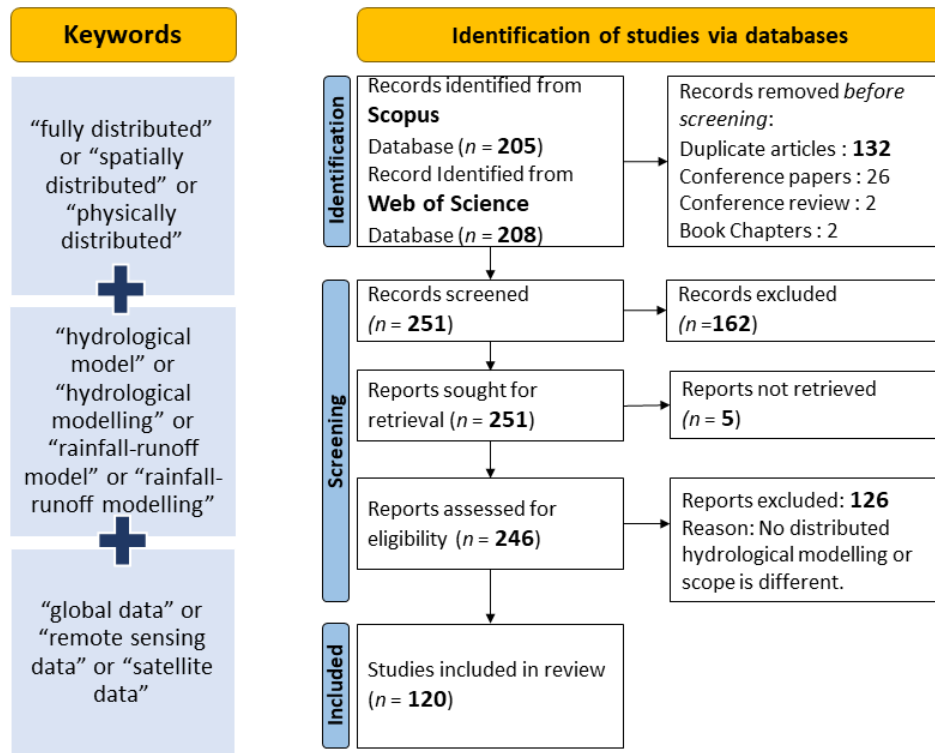 Keywords
“fully distributed”
or “spatially
distributed” or
“physically
distributed”
“hydrological
model” or
“hydrological
modelling” or
“rainfall-runoff
model” or “rainfall-
runoff modelling”
“global data” or
“remote sensing
data” or “satellite
data”
Identification of studies via databases
Identification
Records identified from
Scopus
Database (n = 205)
Record Identified from
Web of Science
Database (n = 208)
Records removed before
screening:
Duplicate articles : 132
Conference papers : 26
Conference review : 2
Book Chapters : 2
Screening
Records screened
(n = 251)
Records excluded
(n =162)
Reports sought for
retrieval (n = 251)
Reports not retrieved
(n = 5)
Reports assessed for
eligibility (n = 246)
Reports excluded: 126
Reason: No distributed
hydrological modelling or
scope is different.
Included
Studies included in review
(n = 120)